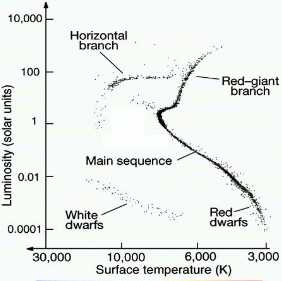 10,000
100
1
0.01
0.0001
Luminosity (solar units)
Horizontal
branch
Red–giant
branch
Main sequence
White
dwarfs
Red
dwarfs
30,000
10,000
6,000
3,000
Surface temperature (K)